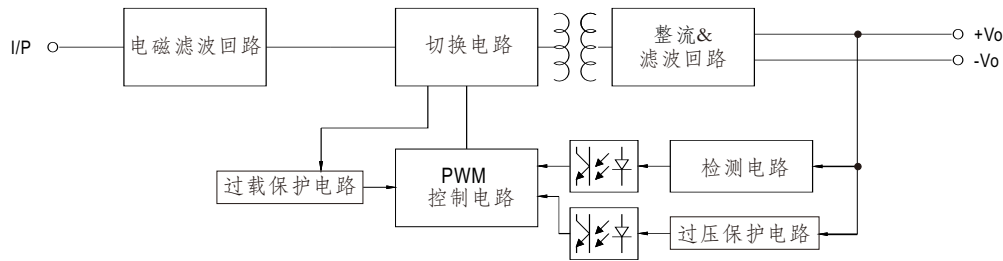 I/P
电磁滤波回路
切换电路
整流&
滤波回路
+Vo
-Vo
过载保护电路
PWM
控制电路
检测电路
过压保护电路